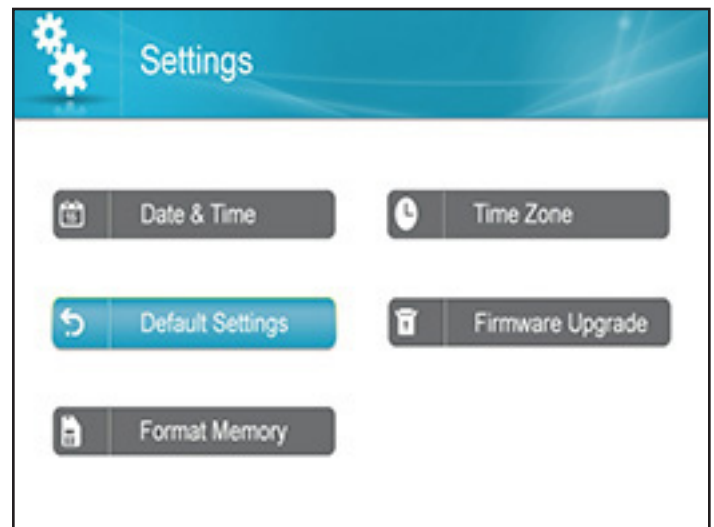 Settings
Date & Time
Time Zone
Default Settings
Firmware Upgrade
Format Memory